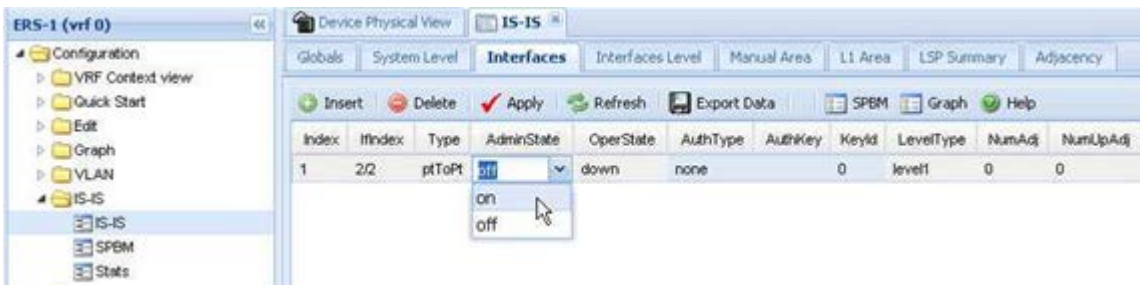 ERS-1 (vrf 0)
Configuration
VRF Context view
Quick Start
Edit
Graph
VLAN
IS-IS
IS-IS
SPBM
Stats
Device Physical View
IS-IS
Globals System Level Interfaces Interfaces Level Manual Area L1 Area LSP Summary Adjacency
Insert Delete Apply Refresh Export Data SPBM Graph Help
Index IfIndex Type AdminState OperState AuthType AuthKey KeyId LevelType NumAdj NumUpAdj
1 2/2 ptToPt off down none 0 level1 0 0
on
off